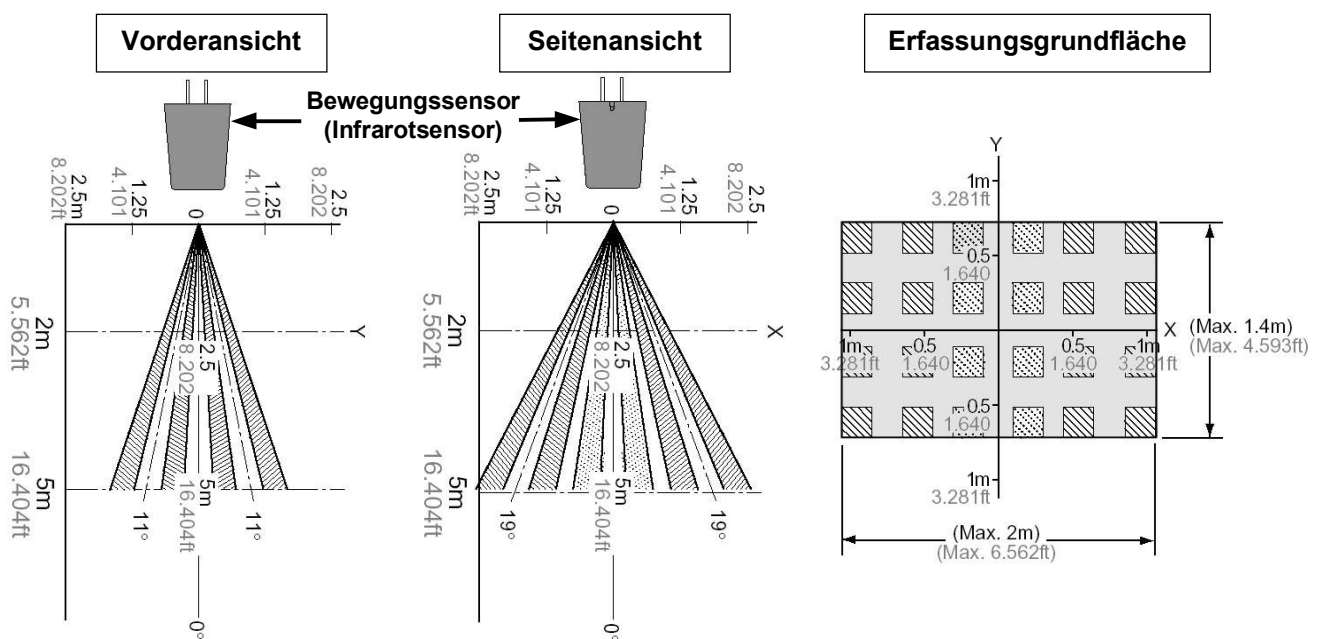 Vorderansicht
Seitenansicht
Erfassungsgrundfläche
Bewegungssensor
(Infrarotsensor)
2.5m
8.202ft
1.25
4.101
0
1.25
4.101
2.5
8.202
2m
5.562ft
Y
2.5
8.202
5m
16.404ft
5m
16.404ft
11°
11°
0°
2.5m
8.202ft
1.25
4.101
0
1.25
4.101
2.5
8.202
2m
5.562ft
X
2.5
8.202
5m
16.404ft
5m
16.404ft
19°
19°
0°
Y
1m
3.281ft
0.5
1.640
X
1m
3.281ft
0.5
1.640
0.5
1.640
1m
3.281ft
0.5
1.640
1m
3.281ft
(Max. 1.4m)
(Max. 4.593ft)
(Max. 2m)
(Max. 6.562ft)